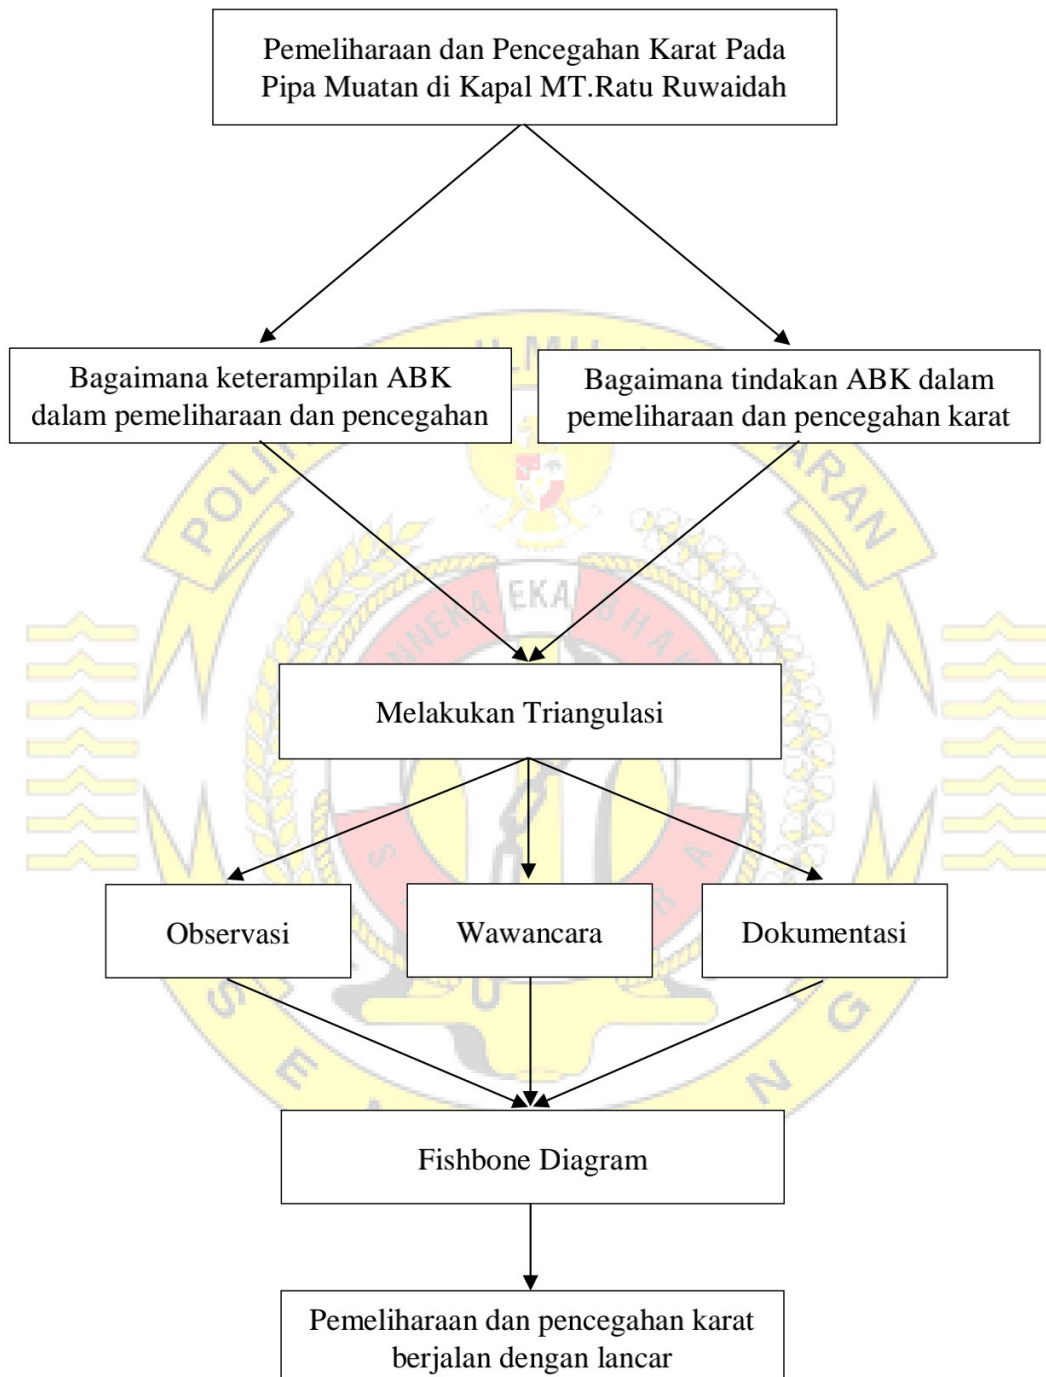 Pemeliharaan dan Pencegahan Karat Pada
Pipa Muatan di Kapal MT.Ratu Ruwaidah
Bagaimana keterampilan ABK
dalam pemeliharaan dan pencegahan
Bagaimana tindakan ABK dalam
pemeliharaan dan pencegahan karat
EKA
Melakukan Triangulasi
Observasi
Wawancara
Dokumentasi
Fishbone Diagram
Pemeliharaan dan pencegahan karat
berjalan dengan lancar